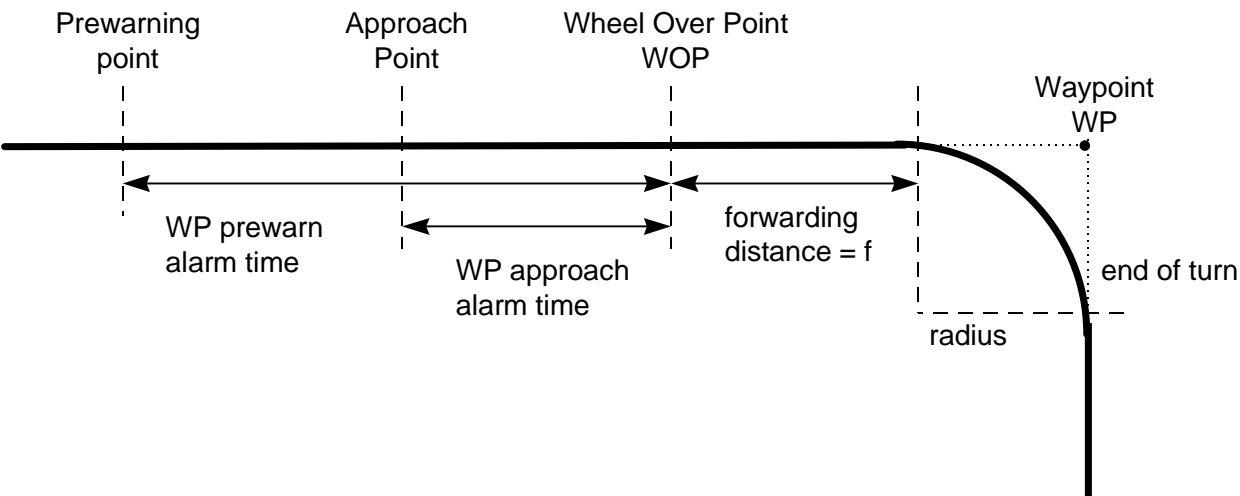 Prewarning
point
Approach
Point
Wheel Over Point
WOP
Waypoint
WP
WP prewarn
alarm time
WP approach
alarm time
forwarding
distance = f
end of turn
radius